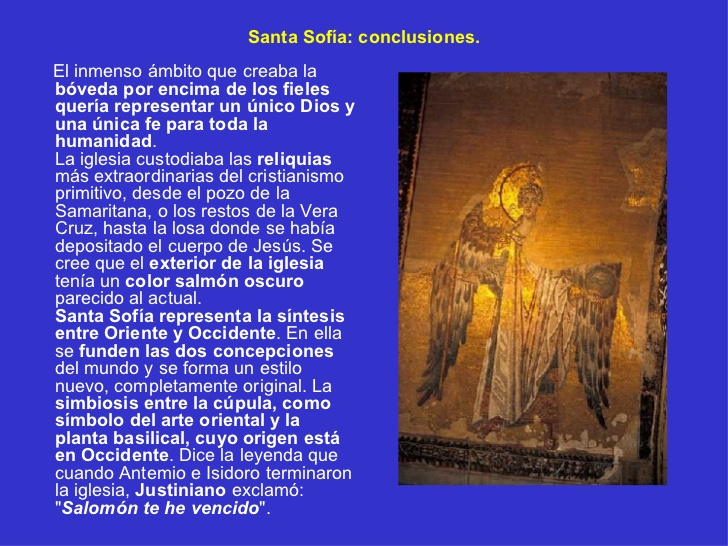 Santa Sofía: conclusiones.
El inmenso ámbito que creaba la
bóveda por encima de los fieles
quería representar un único Dios y
una única fe para toda la
humanidad.
La iglesia custodiaba las reliquias
más extraordinarias del cristianismo
primitivo, desde el pozo de la
Samaritana, o los restos de la Vera
Cruz, hasta la losa donde se había
depositado el cuerpo de Jesús. Se
cree que el exterior de la iglesia
tenía un color salmón oscuro
parecido al actual.
Santa Sofía representa la síntesis
entre Oriente y Occidente. En ella
se funden las dos concepciones
del mundo y se forma un estilo
nuevo, completamente original. La
simbiosis entre la cúpula, como
símbolo del arte oriental y la
planta basilical, cuyo origen está
en Occidente. Dice la leyenda que
cuando Antemio e Isidoro terminaron
la iglesia, Justiniano exclamó:
"Salomón te he vencido".